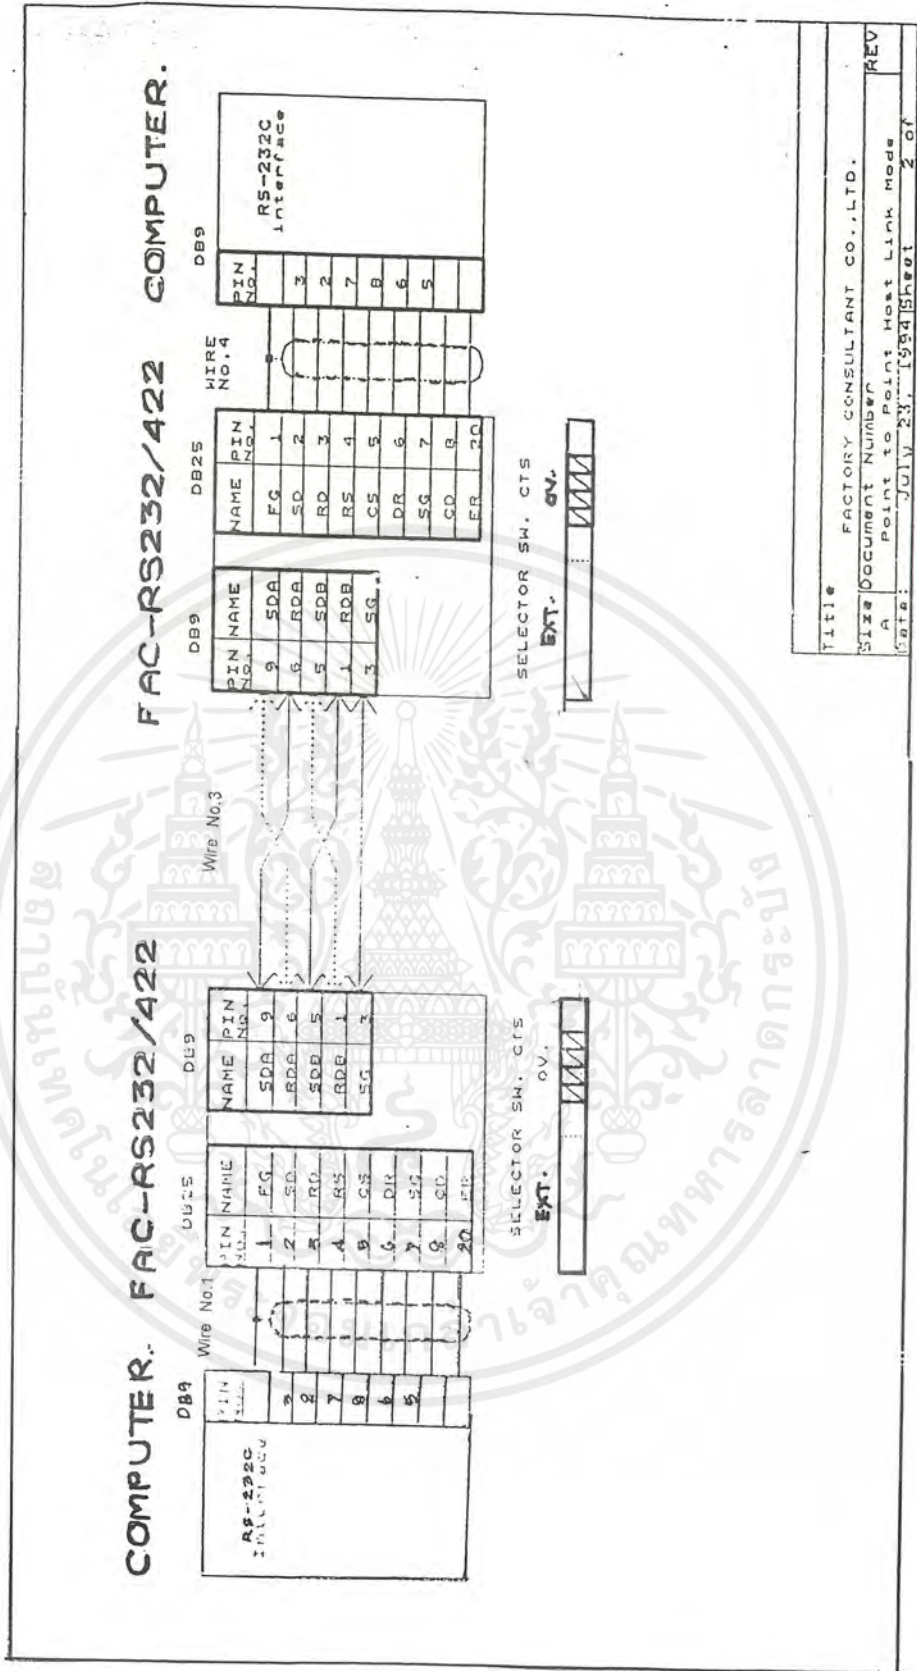 COMPUTER. FAC-RS232/422 FAC-RS232/422 COMPUTER.
DB9
PIN
3
2
7
8
6
5
RS-232C
Interface
Wire No.1
DB25
PIN NO. NAME
1 FG
2 SD
3 RD
4 RS
5 CS
6 DR
7 SG
8 CD
20 ER
DB9
NAME PIN NO.
SDA 9
RDA 6
SDB 5
RDB 1
SG 3
SELECTOR SW. CTS
EXT. 0V.
Wire No.3
DB9
PIN NO. NAME
9 SDA
6 RDA
5 SDB
1 RDB
3 SG
DB25
NAME PIN NO.
FG 1
SD 2
RD 3
RS 4
CS 5
DR 6
SG 7
CD 8
ER 20
SELECTOR SW. CTS
EXT. 0V.
WIRE NO.4
DB9
PIN NO.
3
2
7
8
6
5
RS-232C
Interface
Title
FACTORY CONSULTANT CO.,LTD.
Size Document Number REV
A Point to Point Host Link Mode
Date: July 23, 1994 Sheet 2 of